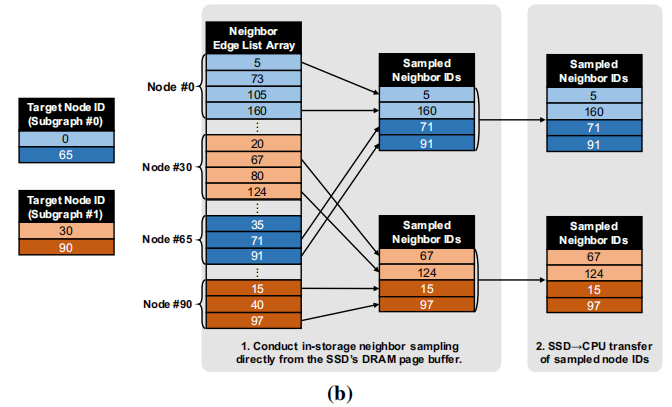 Target Node ID
(Subgraph #0)
0
65
Target Node ID
(Subgraph #1)
30
90
Neighbor
Edge List Array
Node #0
5
73
105
160
⋮
Node #30
20
67
80
124
⋮
Node #65
35
71
91
⋮
Node #90
15
40
97
Sampled
Neighbor IDs
5
160
71
91
Sampled
Neighbor IDs
67
124
15
97
1. Conduct in-storage neighbor sampling
directly from the SSD's DRAM page buffer.
Sampled
Neighbor IDs
5
160
71
91
Sampled
Neighbor IDs
67
124
15
97
2. SSD→CPU transfer
of sampled node IDs
(b)